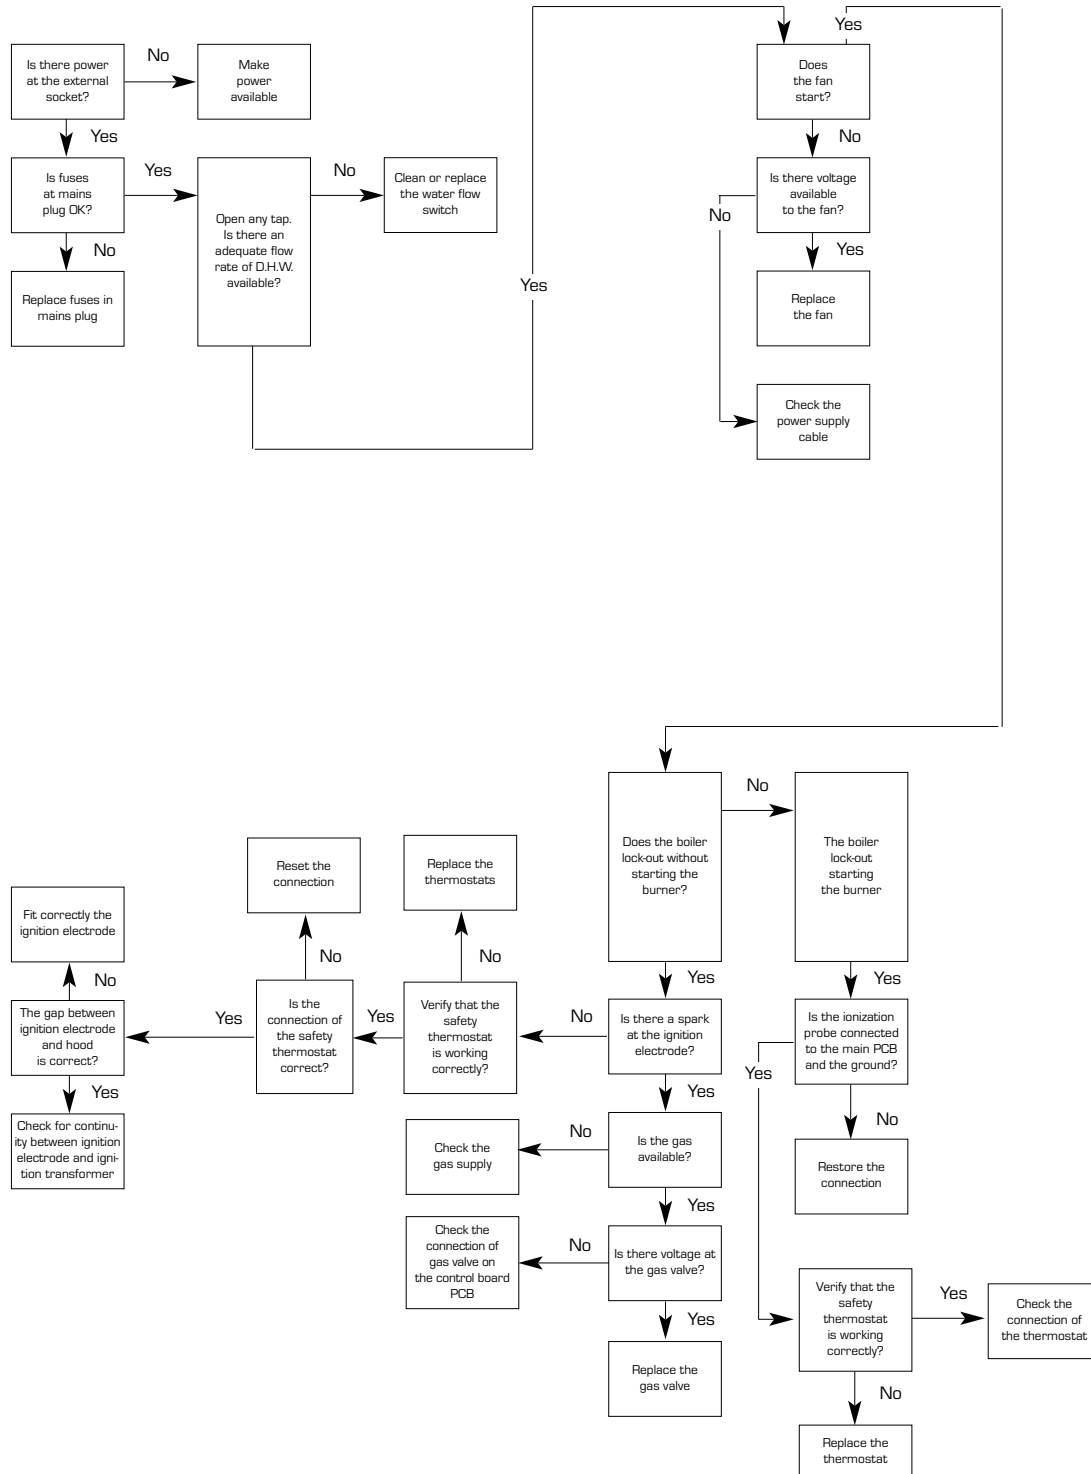 Yes
Is there power
at the external
socket?
No
Make
power
available
Does
the fan
start?
Yes
No
Is fuses
at mains
plug OK?
Yes
Open any tap.
Is there an
adequate flow
rate of D.H.W.
available?
No
Clean or replace
the water flow
switch
Is there voltage
available
to the fan?
No
No
Replace fuses in
mains plug
Yes
Yes
Replace
the fan
Check the
power supply
cable
Does the boiler
lock-out without
starting the
burner?
No
The boiler
lock-out
starting
the burner
Reset the
connection
Replace the
thermostats
Fit correctly the
ignition electrode
No
No
No
Yes
Yes
The gap between
ignition electrode
and hood
is correct?
Yes
Is the
connection of
the safety
thermostat
correct?
Yes
Verify that the
safety
thermostat
is working
correctly?
No
Is there a spark
at the ignition
electrode?
Is the ionization
probe connected
to the main PCB
and the ground?
Yes
Yes
Yes
No
Check for continu-
ity between ignition
electrode and igni-
tion transformer
Check the
gas supply
No
Is the gas
available?
Restore the
connection
Yes
Check the
connection of
gas valve on
the control board
PCB
No
Is there voltage at
the gas valve?
Verify that the
safety
thermostat
is working
correctly?
Yes
Check the
connection of
the thermostat
Yes
Replace the
gas valve
No
Replace the
thermostat